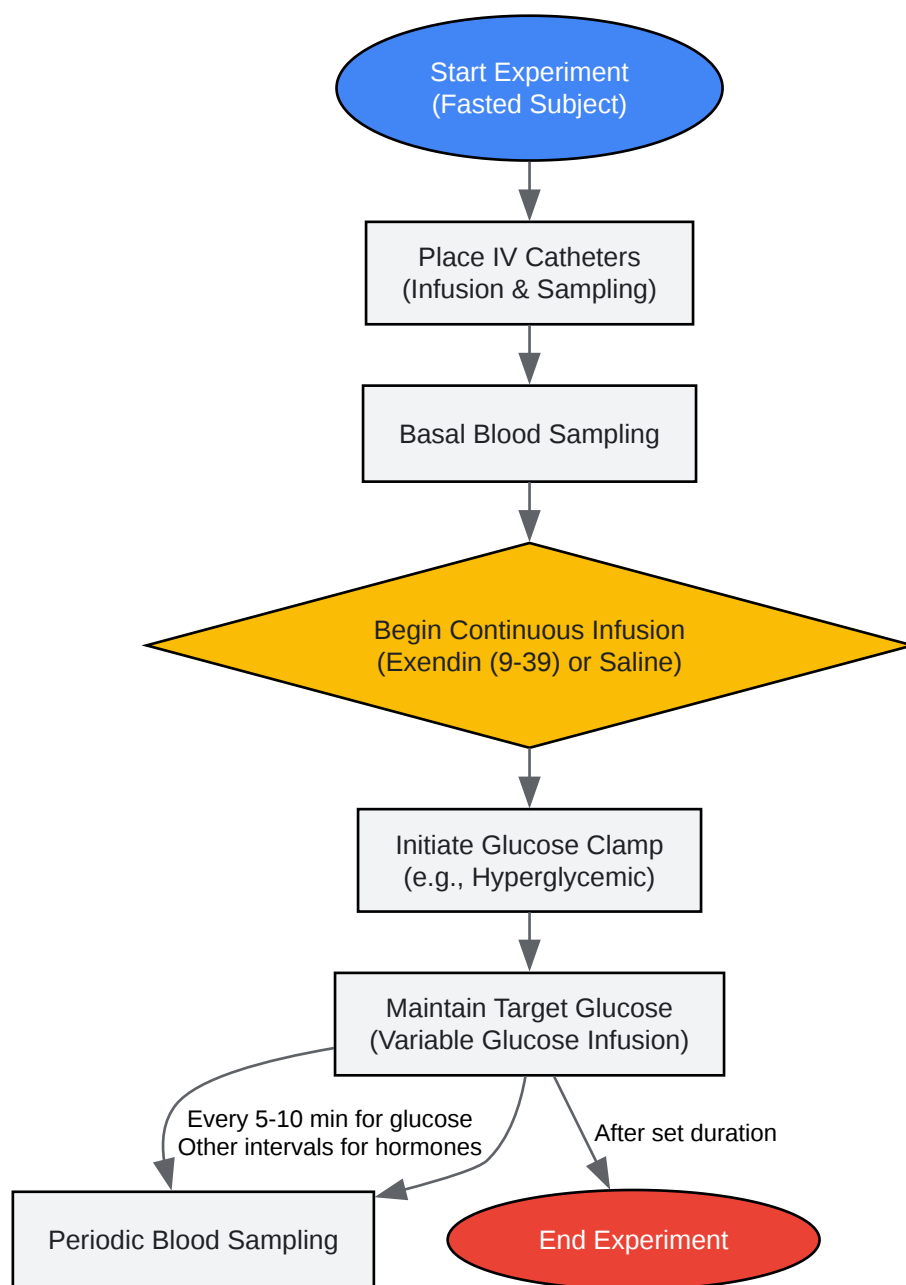 Start Experiment
(Fasted Subject)
Place IV Catheters
(Infusion & Sampling)
Basal Blood Sampling
Begin Continuous Infusion
(Exendin (9-39) or Saline)
Initiate Glucose Clamp
(e.g., Hyperglycemic)
Maintain Target Glucose
(Variable Glucose Infusion)
Every 5-10 min for glucose
Other intervals for hormones
After set duration
Periodic Blood Sampling
End Experiment